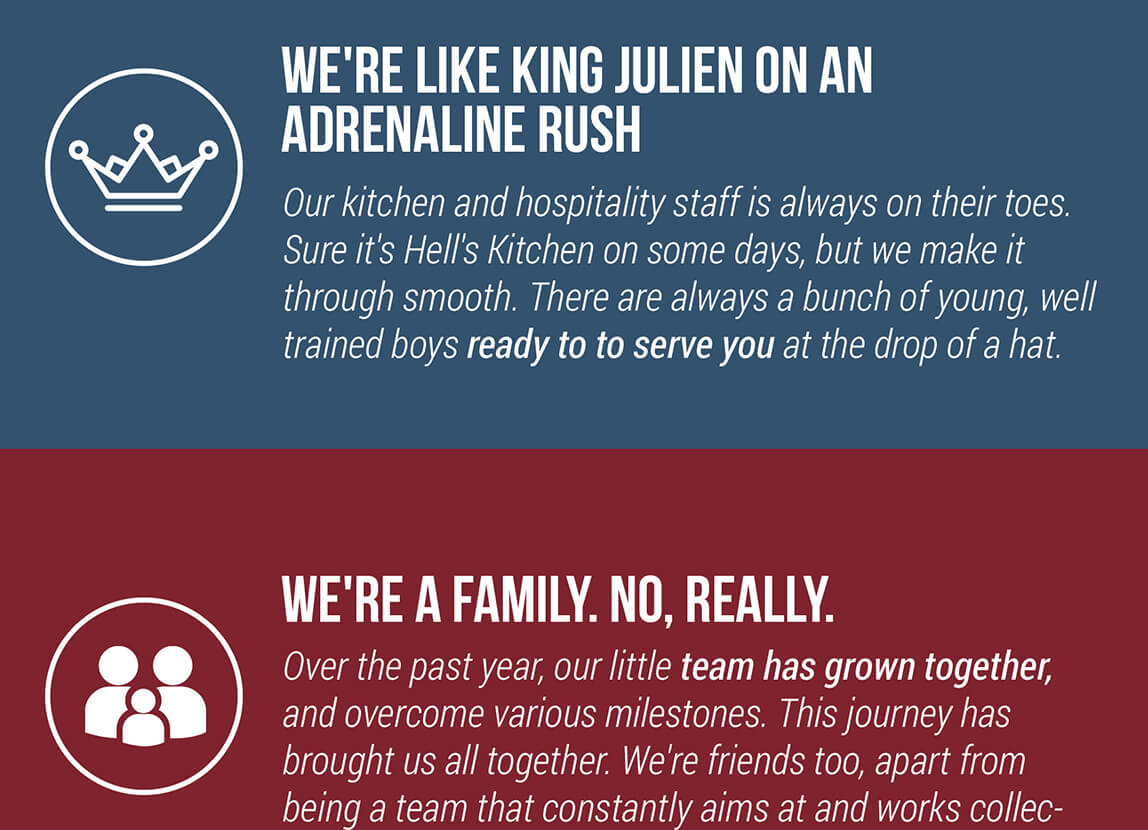 WE'RE LIKE KING JULIEN ON AN
ADRENALINE RUSH
Our kitchen and hospitality staff is always on their toes.
Sure it's Hell's Kitchen on some days, but we make it
through smooth. There are always a bunch of young, well
trained boys ready to to serve you at the drop of a hat.
WE'RE A FAMILY. NO, REALLY.
Over the past year, our little team has grown together,
and overcome various milestones. This journey has
brought us all together. We're friends too, apart from
being a team that constantly aims at and works collec-